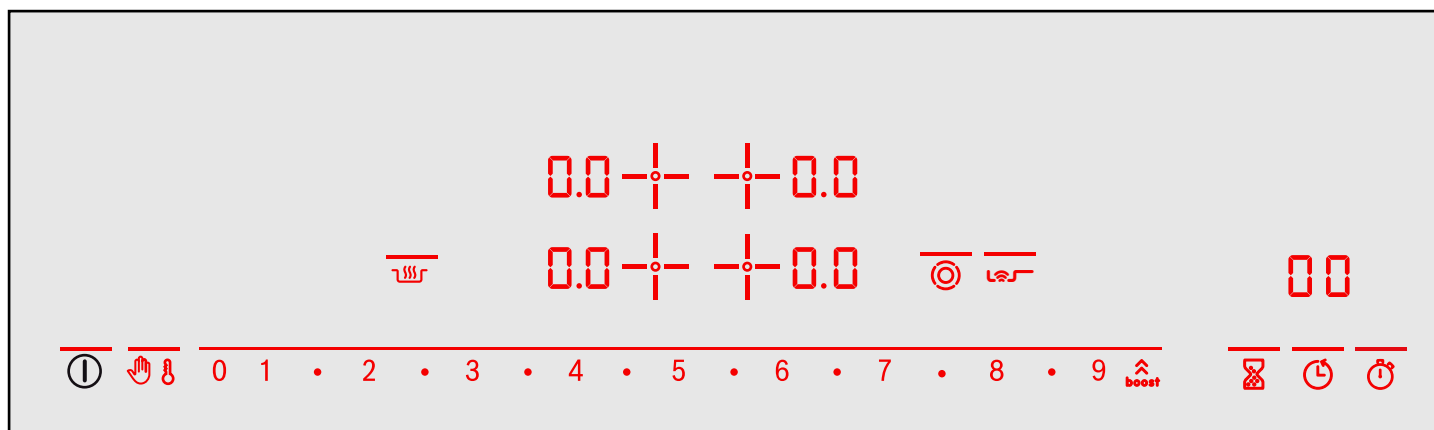 0.0 0.0
0.0 0.0 00
0 1 • 2 • 3 • 4 • 5 • 6 • 7 • 8 • 9 boost